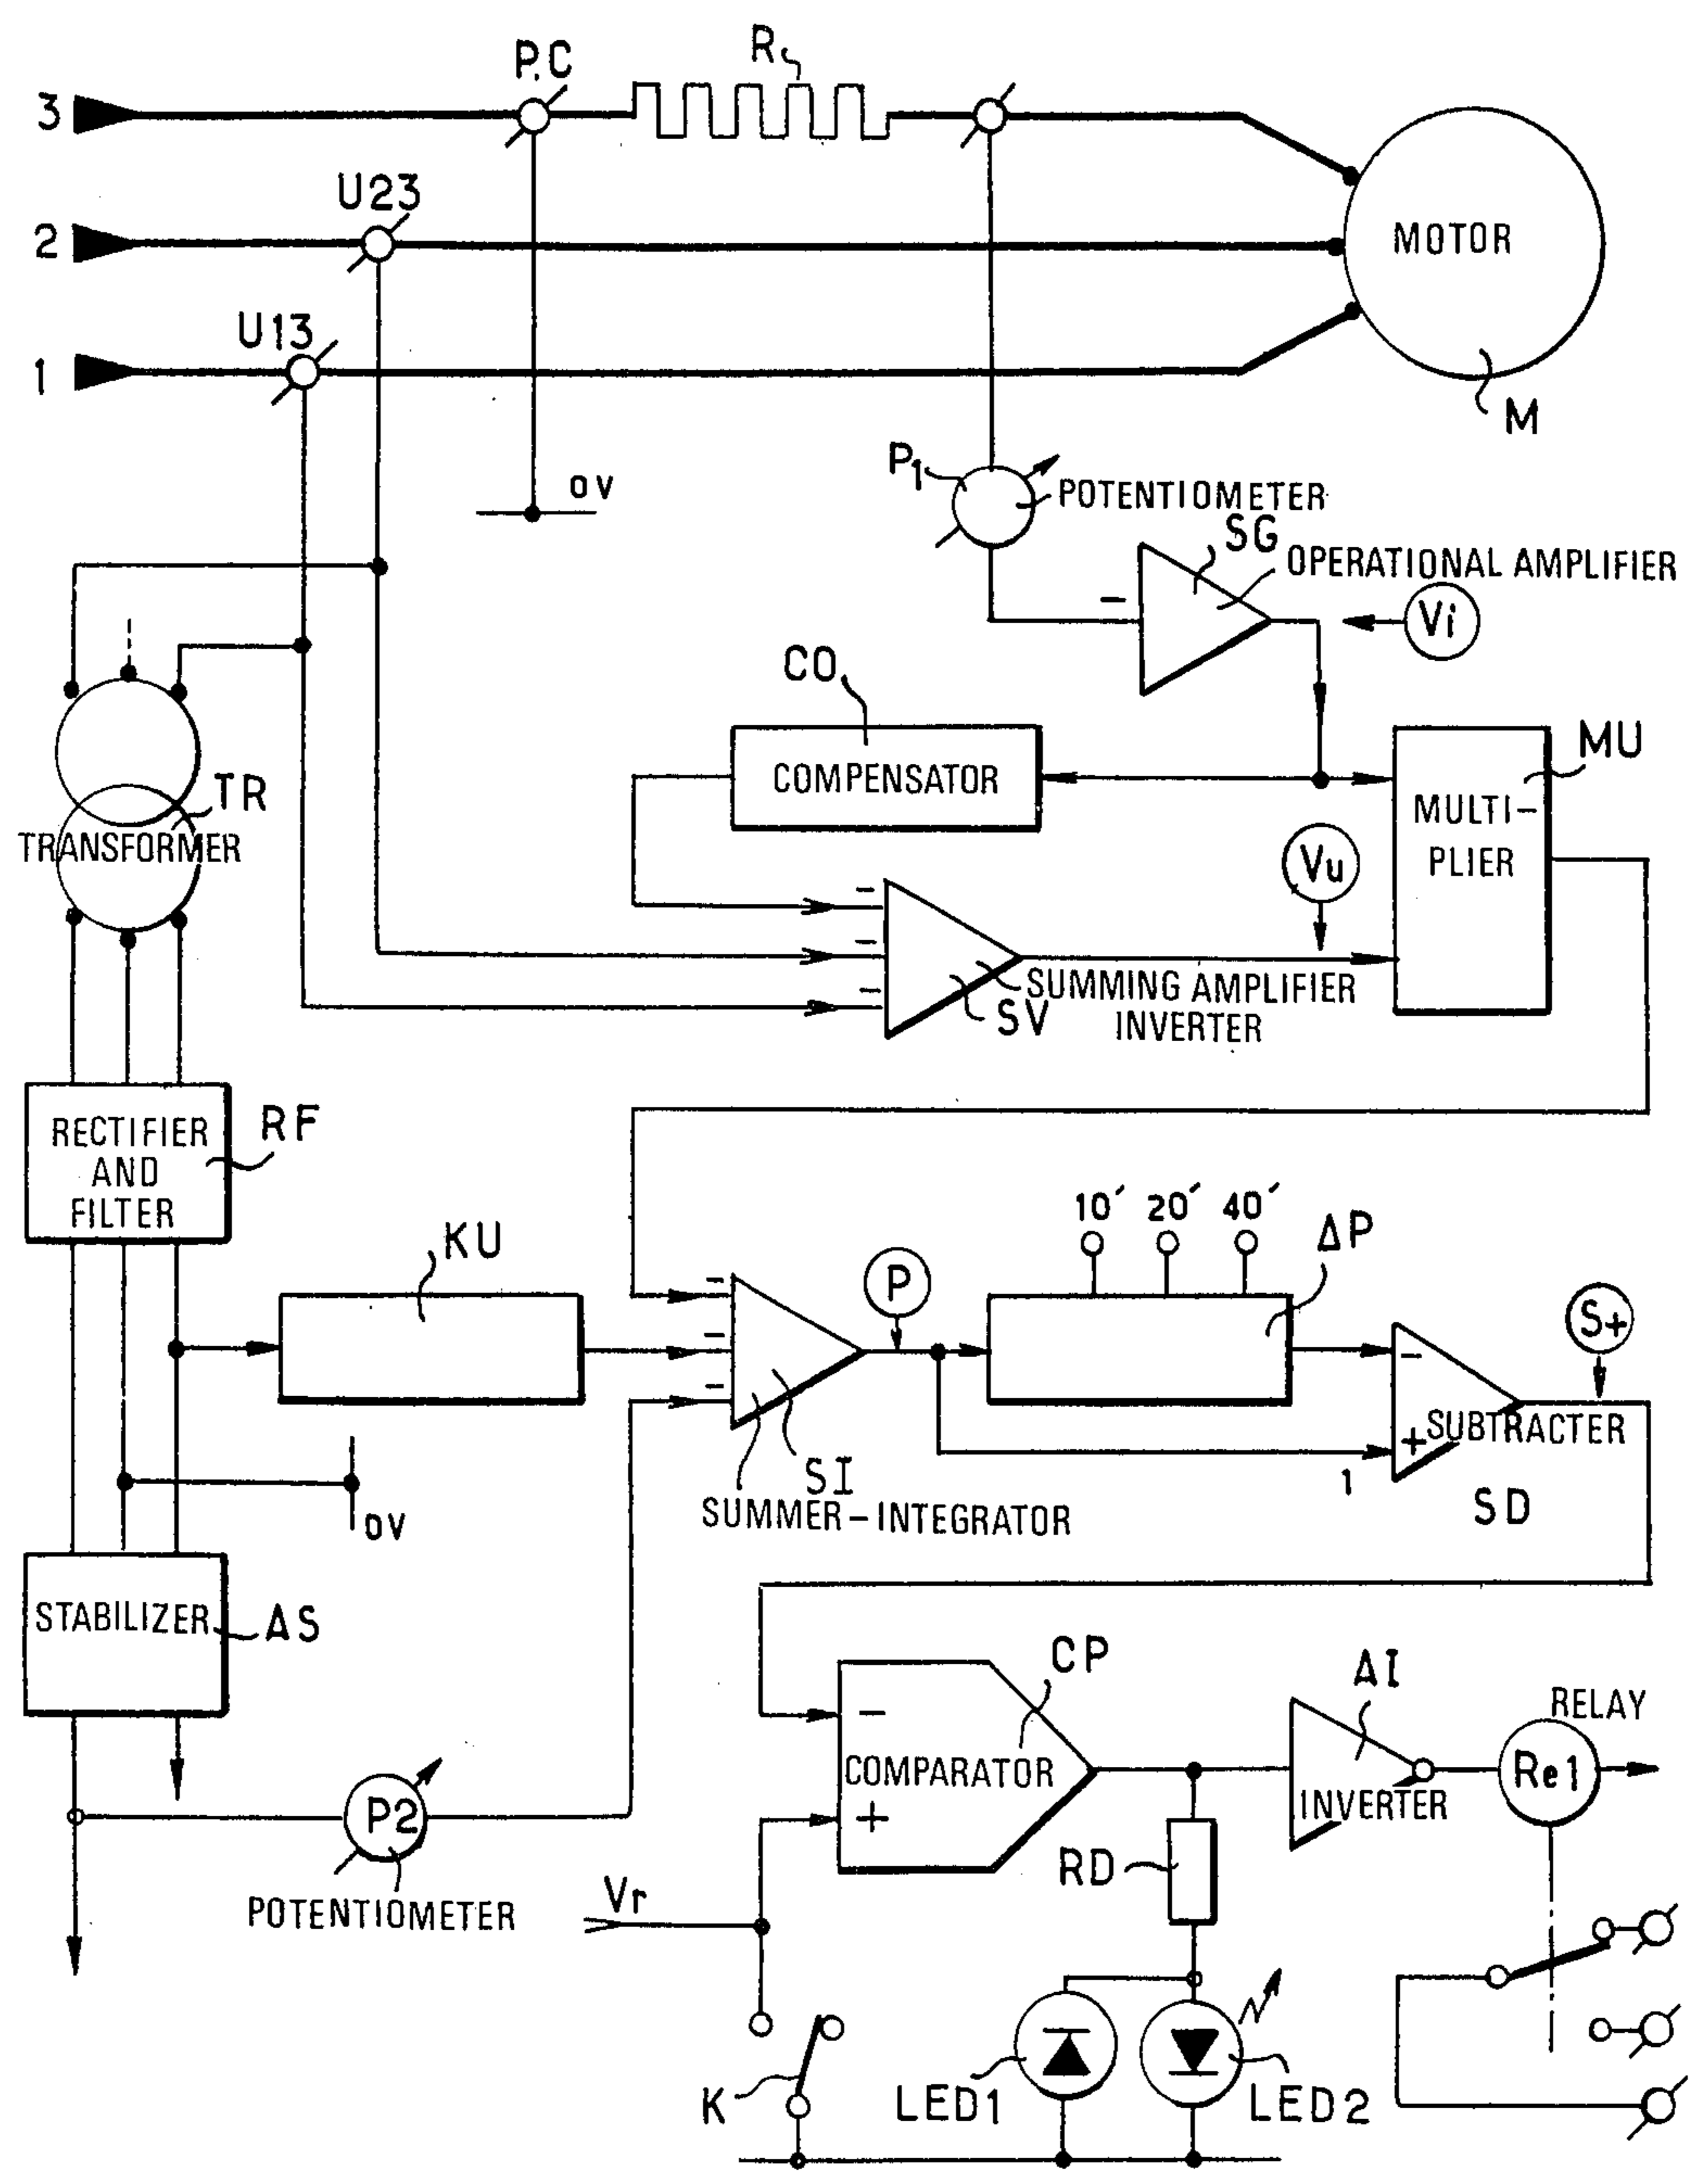 P.C
R
3
U23
2
MOTOR
U13
1
M
P1
POTENTIOMETER
0V
SG
OPERATIONAL AMPLIFIER
Vi
−
CO
COMPENSATOR
MU
MULTI-
PLIER
TR
TRANSFORMER
Vu
−
−
−
SUMMING AMPLIFIER
SV
INVERTER
RF
RECTIFIER
AND
FILTER
10′ 20′ 40′
ΔP
KU
P
S+
−
−
−
−
+
SUBTRACTER
1
SI
SD
SUMMER-INTEGRATOR
0V
STABILIZER
AS
CP
AI
RELAY
−
COMPARATOR
Re1
INVERTER
P2
+
RD
POTENTIOMETER
Vr
K
LED1
LED2